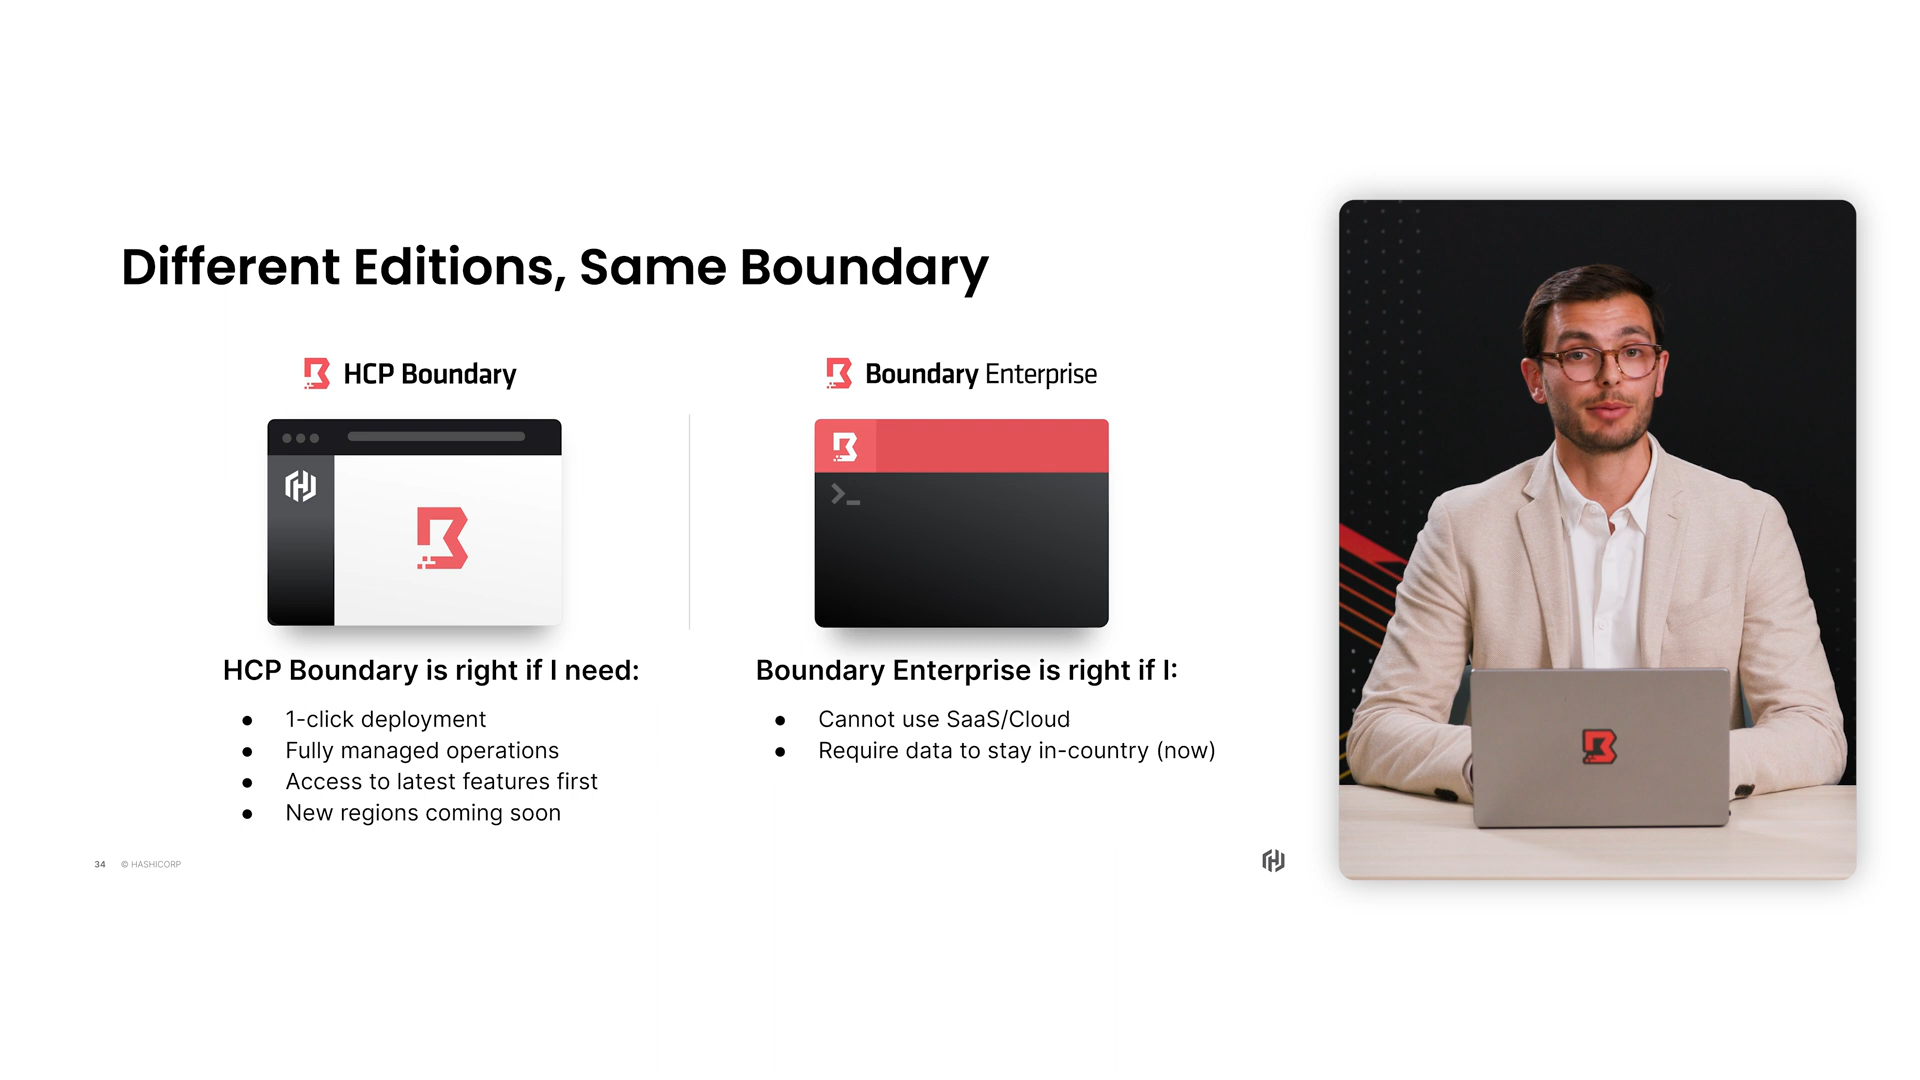 Different Editions, Same Boundary
HCP Boundary
HCP Boundary is right if I need:
● 1-click deployment
● Fully managed operations
● Access to latest features first
● New regions coming soon
Boundary Enterprise
>_
Boundary Enterprise is right if I:
● Cannot use SaaS/Cloud
● Require data to stay in-country (now)
34 © HASHICORP